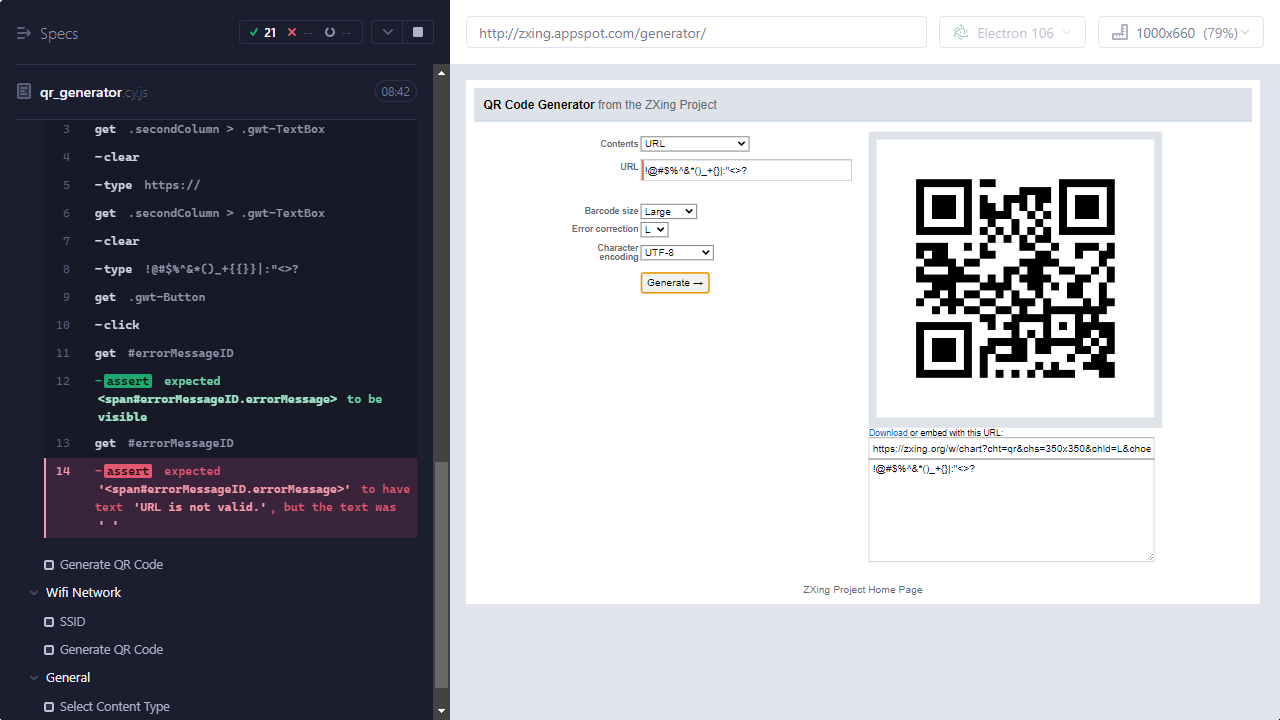 Specs
21
--
--
qr_generator.cy.js
08:42
3 get .secondColumn > .gwt-TextBox
4 -clear
5 -type https://
6 get .secondColumn > .gwt-TextBox
7 -clear
8 -type !@#$%^&*()_+{{}}|:"<>?
9 get .gwt-Button
10 -click
11 get #errorMessageID
12 -assert expected
<span#errorMessageID.errorMessage> to be
visible
13 get #errorMessageID
14 -assert expected
'<span#errorMessageID.errorMessage>' to have
text 'URL is not valid.', but the text was
' '
Generate QR Code
Wifi Network
SSID
Generate QR Code
General
Select Content Type
http://zxing.appspot.com/generator/
Electron 106
1000x660 (79%)
QR Code Generator from the ZXing Project
Contents URL
URL !@#$%^&*()_+{}|:"<>?
Barcode size Large
Error correction L
Character
encoding UTF-8
Generate →
Download or embed with this URL:
https://zxing.org/w/chart?cht=qr&chs=350x350&chld=L&choe
!@#$%^&*()_+{}|:"<>?
ZXing Project Home Page